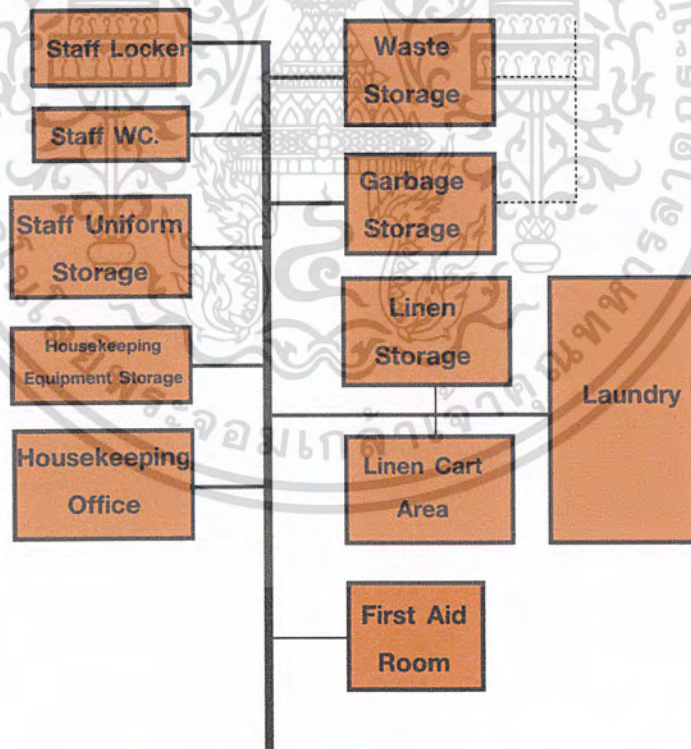 Staff Locker
Staff WC.
Staff Uniform
Storage
Housekeeping
Equipment Storage
Housekeeping
Office
Waste
Storage
Garbage
Storage
Linen
Storage
Linen Cart
Area
Laundry
First Aid
Room